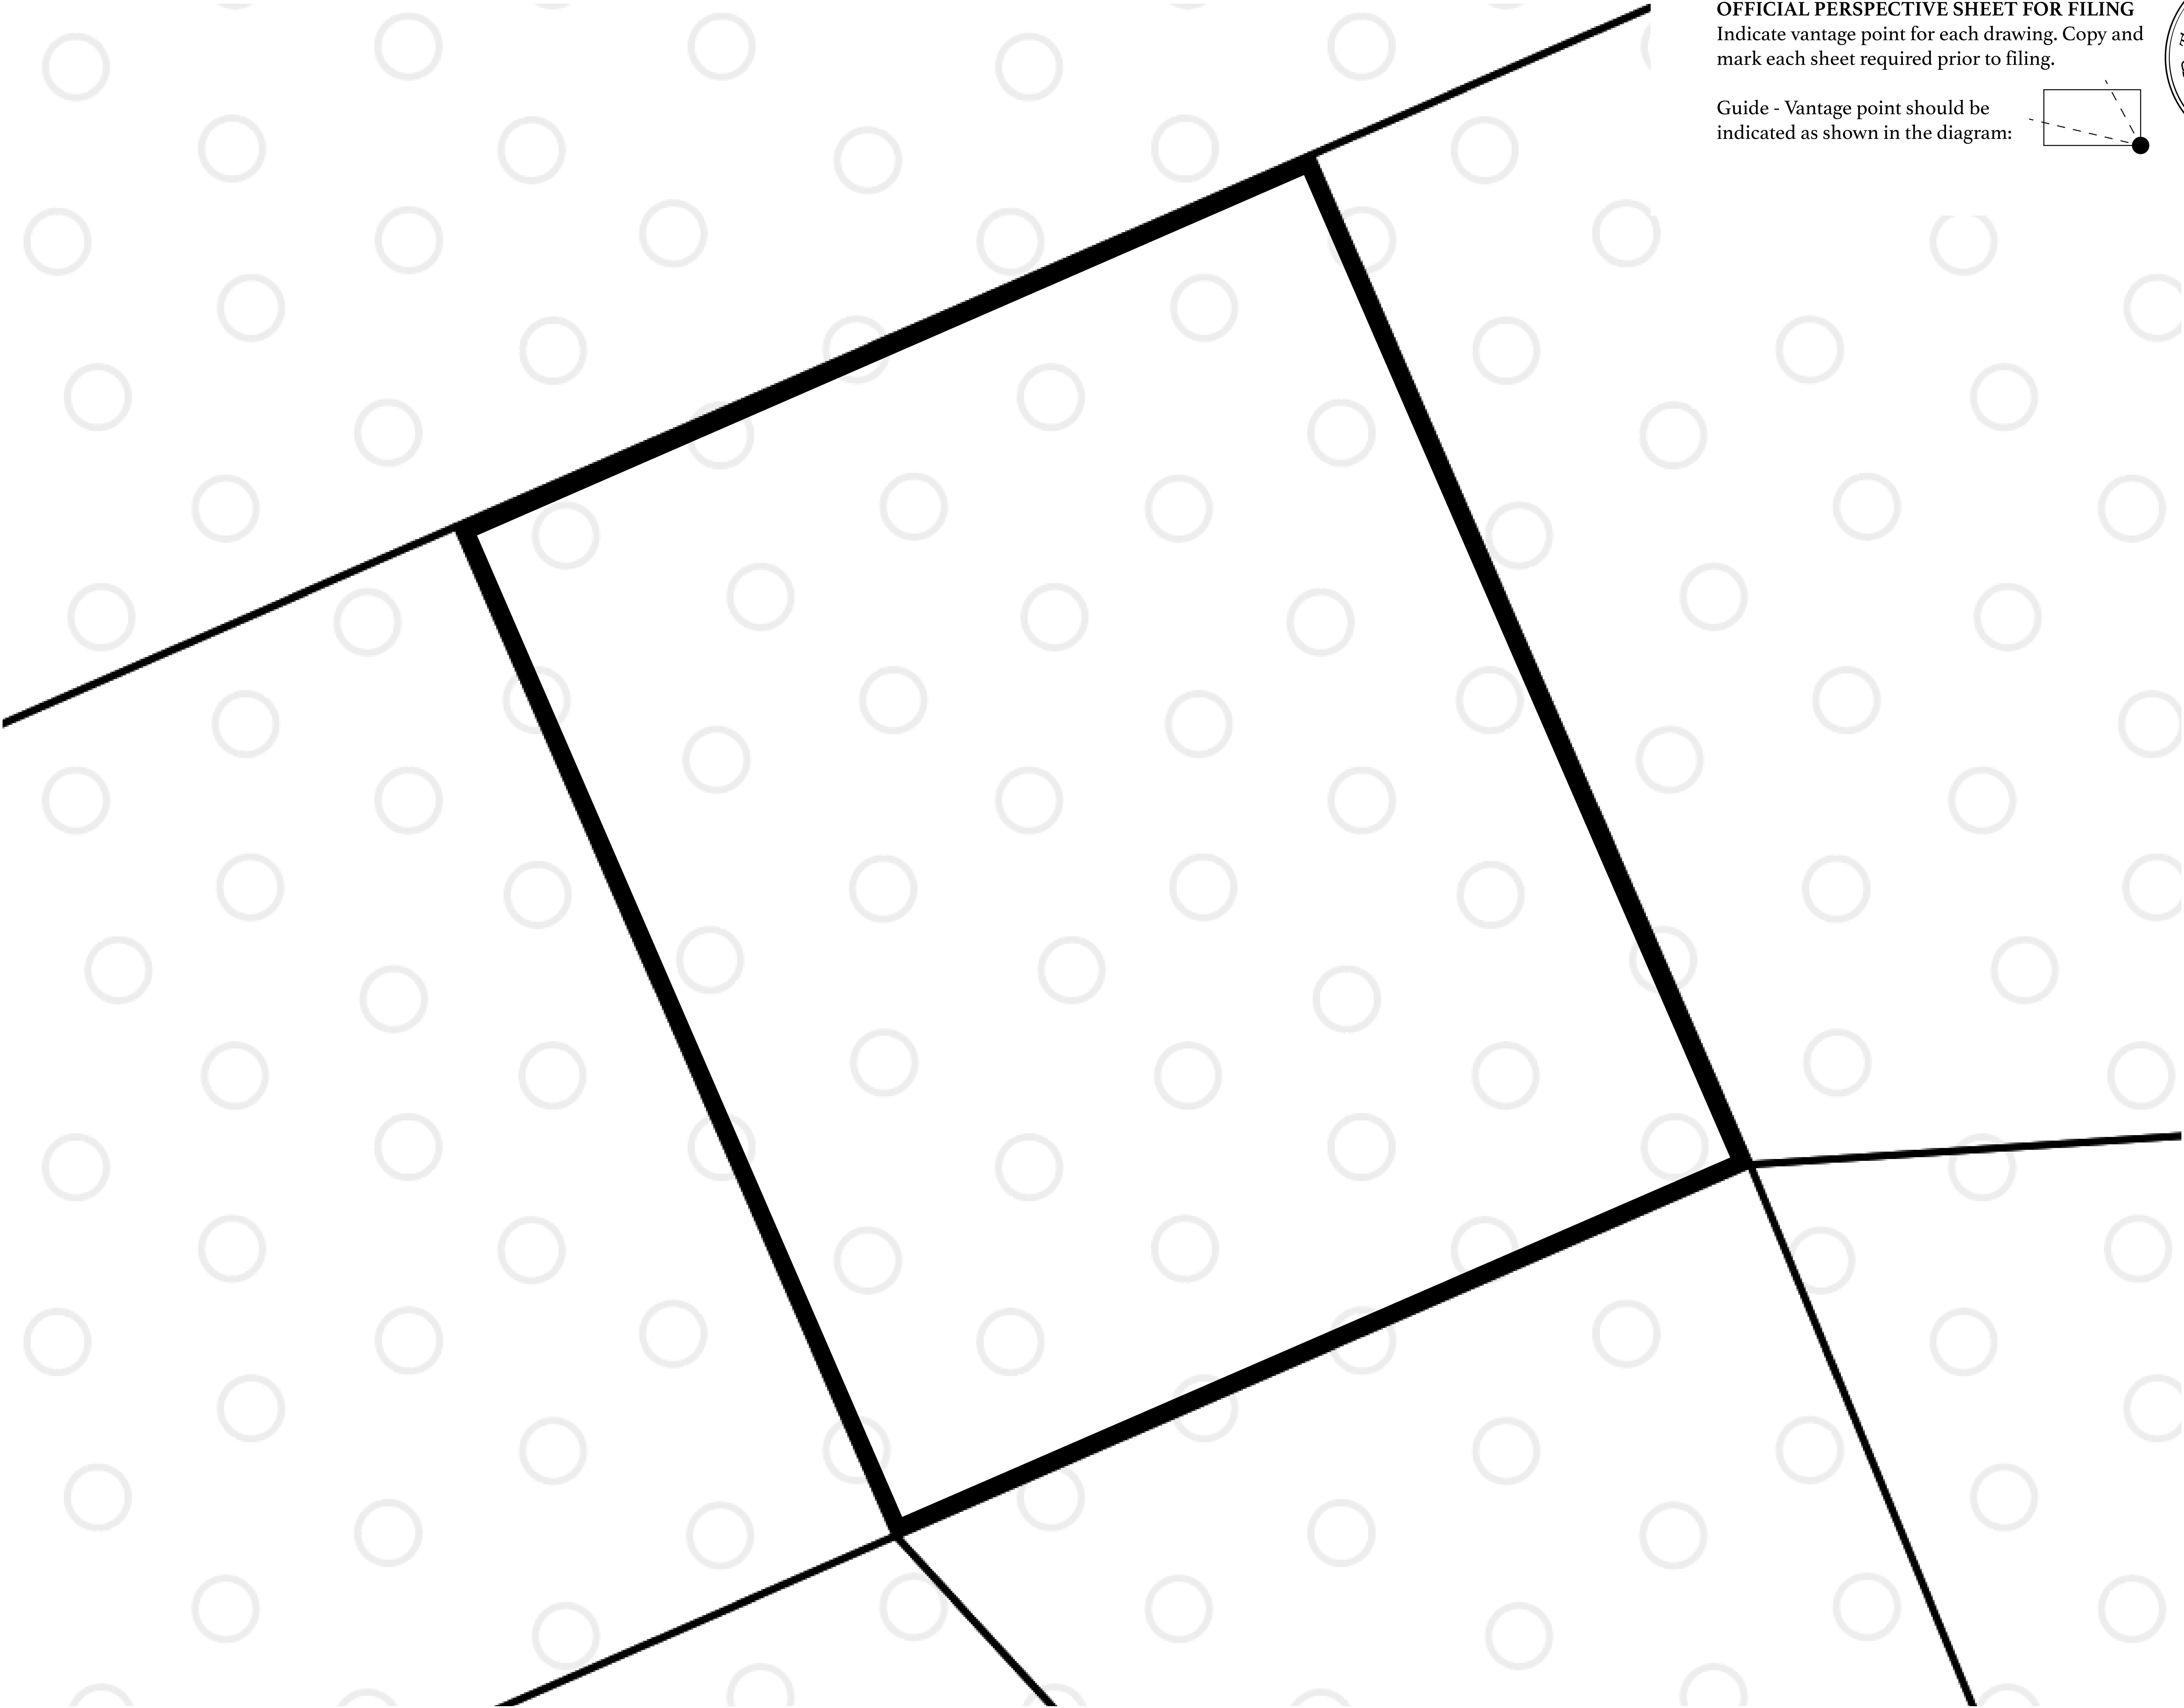 OFFICIAL PERSPECTIVE SHEET FOR FILING
Indicate vantage point for each drawing. Copy and
mark each sheet required prior to filing.
Guide - Vantage point should be
indicated as shown in the diagram: